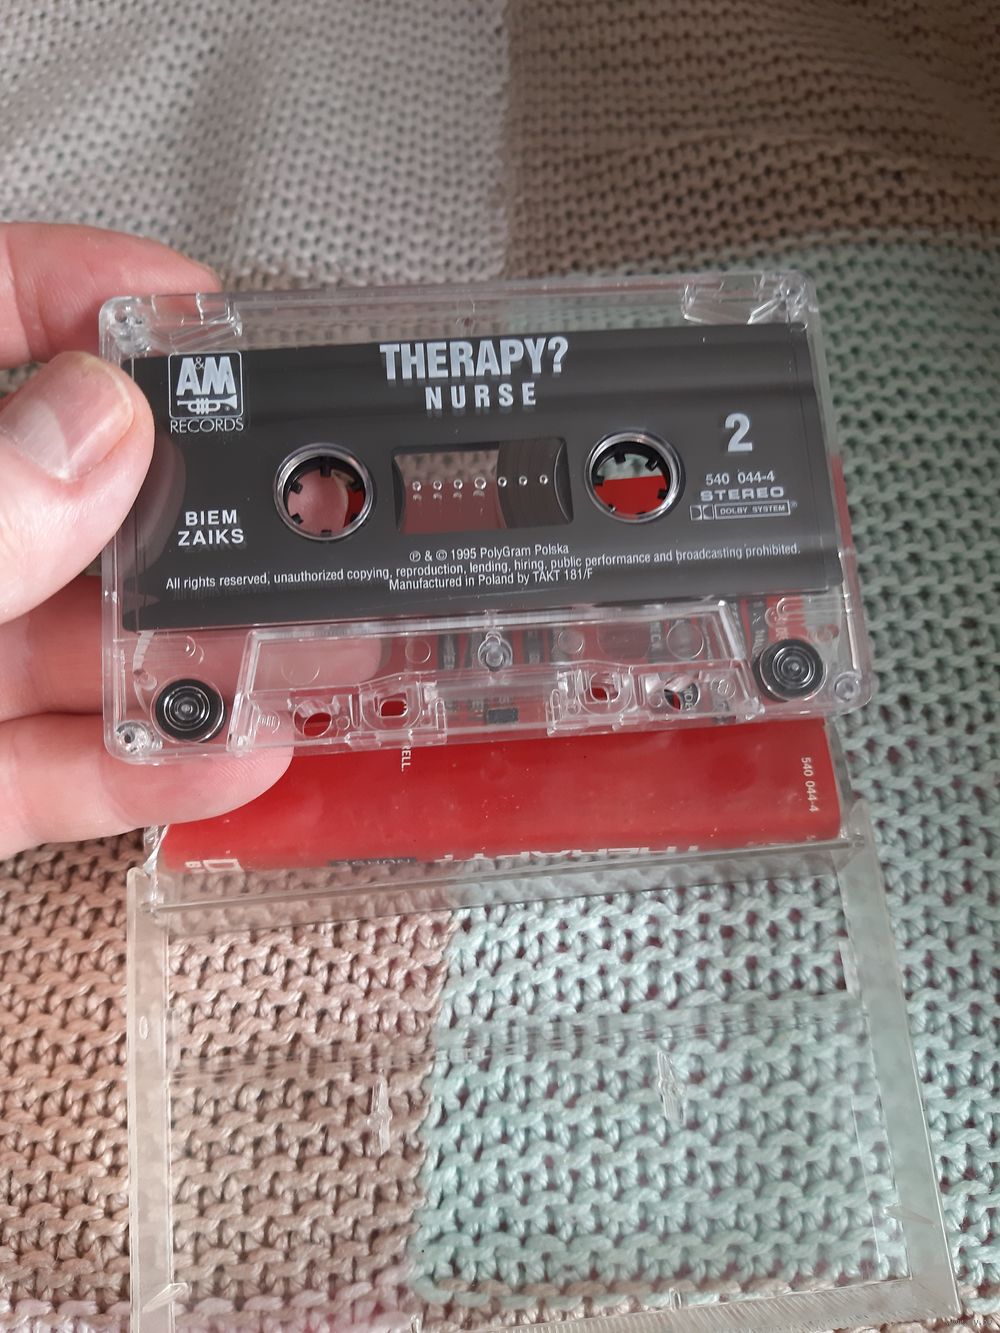 A&M
RECORDS
THERAPY?
NURSE
2
540 044-4
STEREO
DOLBY SYSTEM
BIEM
ZAIKS
℗ & © 1995 PolyGram Polska
All rights reserved, unauthorized copying, reproduction, lending, hiring, public performance and broadcasting prohibited.
Manufactured in Poland by TAKT 181/F
540 044-4